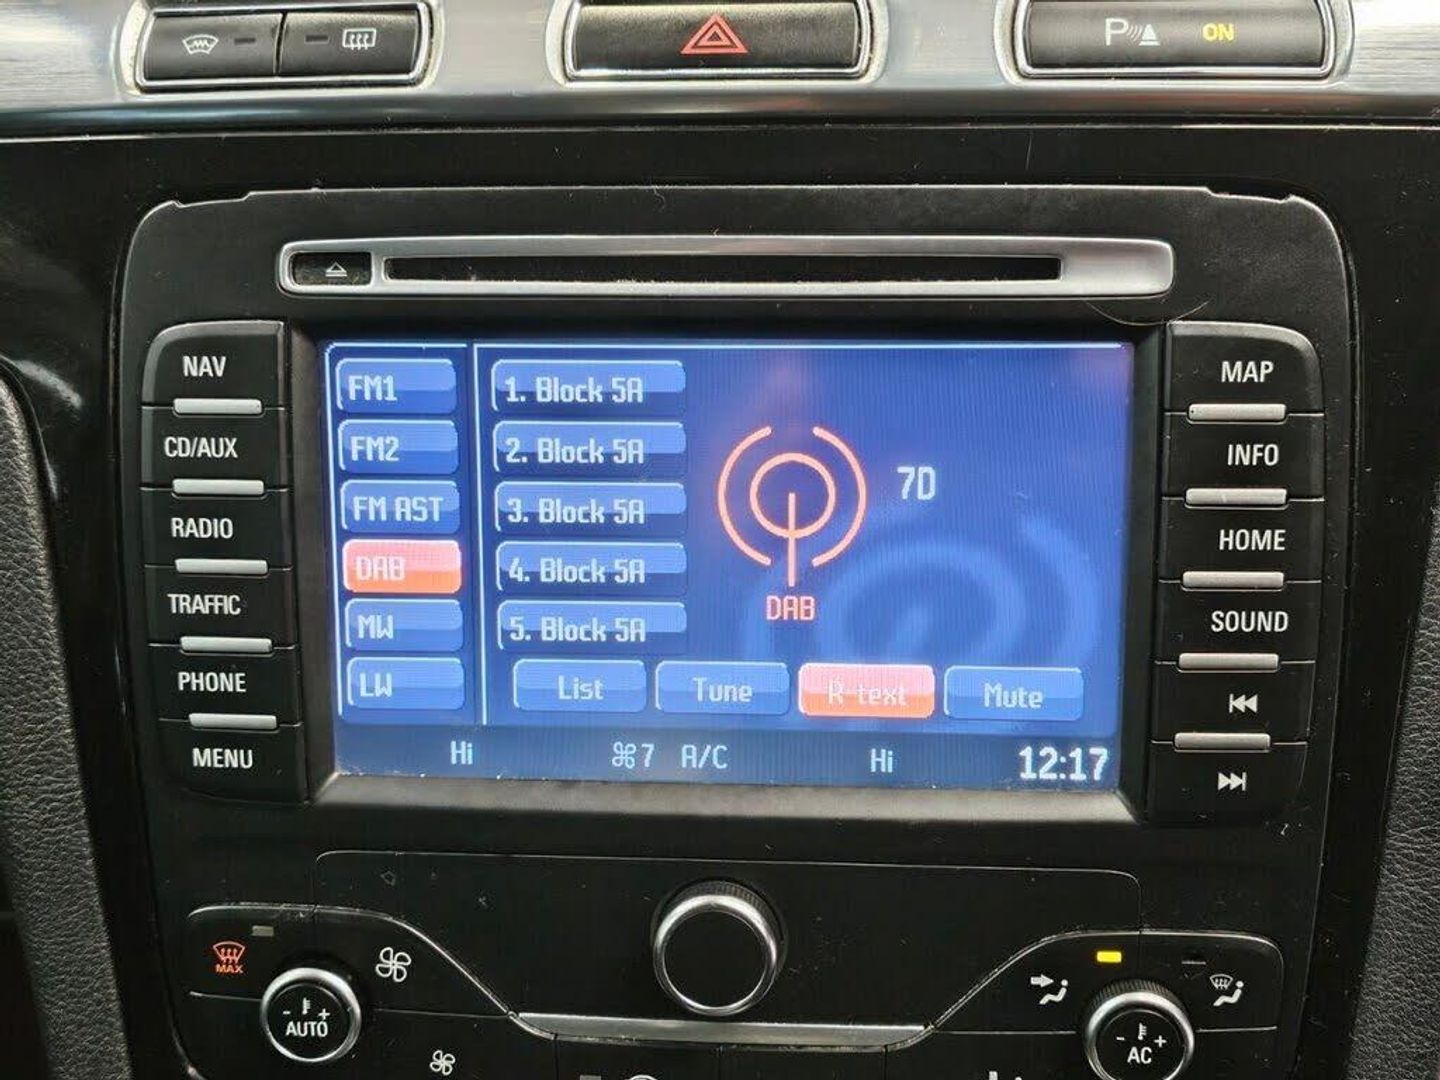 P ON
NAV
CD/AUX
RADIO
TRAFFIC
PHONE
MENU
FM1
FM2
FM AST
DAB
MW
LW
1. Block 5A
2. Block 5A
3. Block 5A
4. Block 5A
5. Block 5A
7D
DAB
List Tune R-text Mute
Hi 7 A/C Hi 12:17
MAP
INFO
HOME
SOUND
MAX
- + AUTO
- + AC